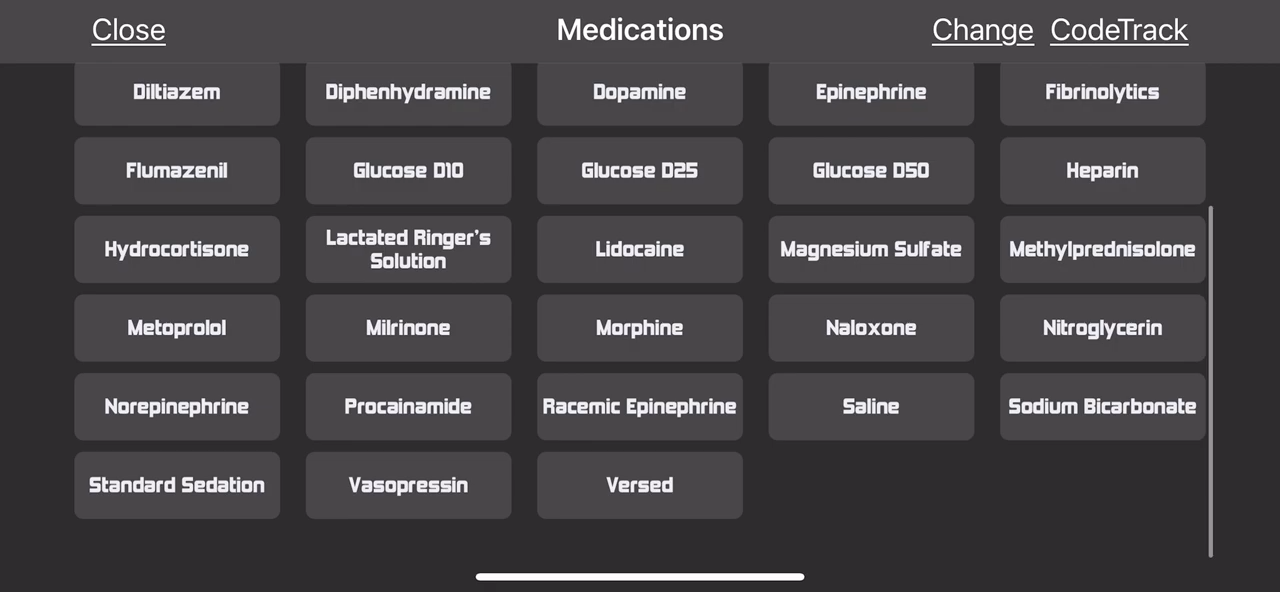 Close
Medications
Change
CodeTrack
Diltiazem
Diphenhydramine
Dopamine
Epinephrine
Fibrinolytics
Flumazenil
Glucose D10
Glucose D25
Glucose D50
Heparin
Hydrocortisone
Lactated Ringer's
Solution
Lidocaine
Magnesium Sulfate
Methylprednisolone
Metoprolol
Milrinone
Morphine
Naloxone
Nitroglycerin
Norepinephrine
Procainamide
Racemic Epinephrine
Saline
Sodium Bicarbonate
Standard Sedation
Vasopressin
Versed